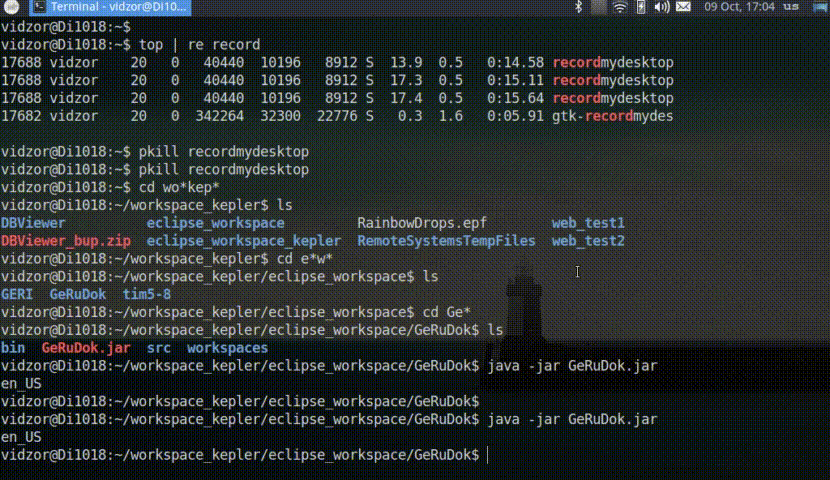 Terminal - vidzor@Di10...
09 Oct, 17:04
us
vidzor@Di1018:~$
vidzor@Di1018:~$ top | re record
17688 vidzor    20   0   40440  10196   8912 S  13.9  0.5   0:14.58 recordmydesktop
17688 vidzor    20   0   40440  10196   8912 S  17.3  0.5   0:15.11 recordmydesktop
17688 vidzor    20   0   40440  10196   8912 S  17.4  0.5   0:15.64 recordmydesktop
17682 vidzor    20   0  342264  32300  22776 S   0.3  1.6   0:05.91 gtk-recordmydes
vidzor@Di1018:~$ pkill recordmydesktop
vidzor@Di1018:~$ pkill recordmydesktop
vidzor@Di1018:~$ cd wo*kep*
vidzor@Di1018:~/workspace_kepler$ ls
DBViewer          eclipse_workspace         RainbowDrops.epf        web_test1
DBViewer_bup.zip  eclipse_workspace_kepler  RemoteSystemsTempFiles  web_test2
vidzor@Di1018:~/workspace_kepler$ cd e*w*
vidzor@Di1018:~/workspace_kepler/eclipse_workspace$ ls
GERI  GeRuDok  tim5-8
vidzor@Di1018:~/workspace_kepler/eclipse_workspace$ cd Ge*
vidzor@Di1018:~/workspace_kepler/eclipse_workspace/GeRuDok$ ls
bin  GeRuDok.jar  src  workspaces
vidzor@Di1018:~/workspace_kepler/eclipse_workspace/GeRuDok$ java -jar GeRuDok.jar
en_US
vidzor@Di1018:~/workspace_kepler/eclipse_workspace/GeRuDok$
vidzor@Di1018:~/workspace_kepler/eclipse_workspace/GeRuDok$ java -jar GeRuDok.jar
en_US
vidzor@Di1018:~/workspace_kepler/eclipse_workspace/GeRuDok$